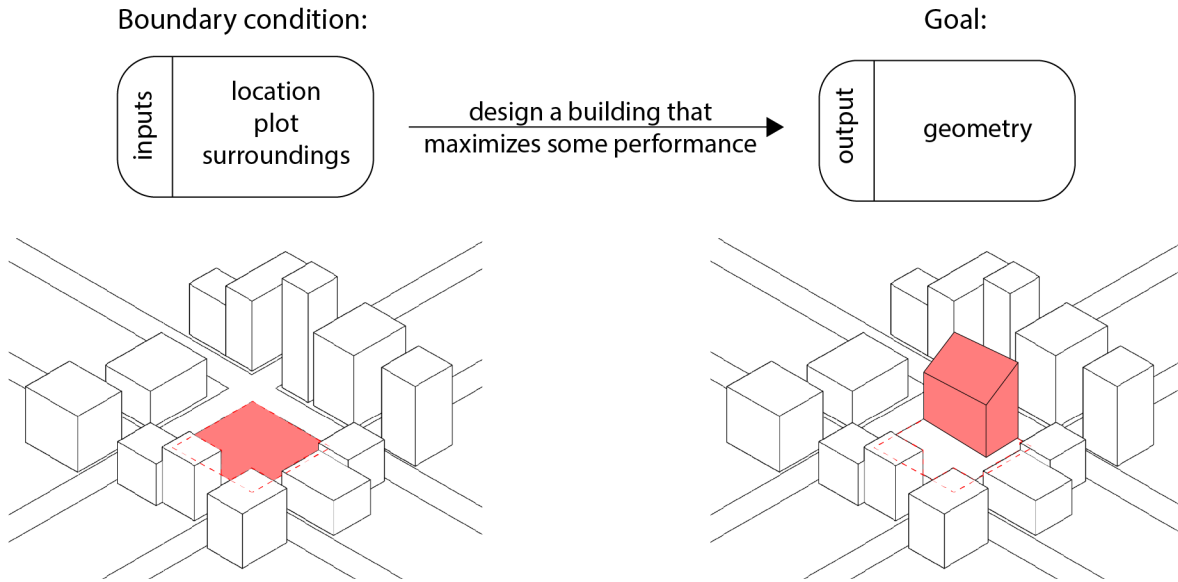 Boundary condition:
Goal:
inputs
location
plot
surroundings
design a building that
maximizes some performance
output
geometry